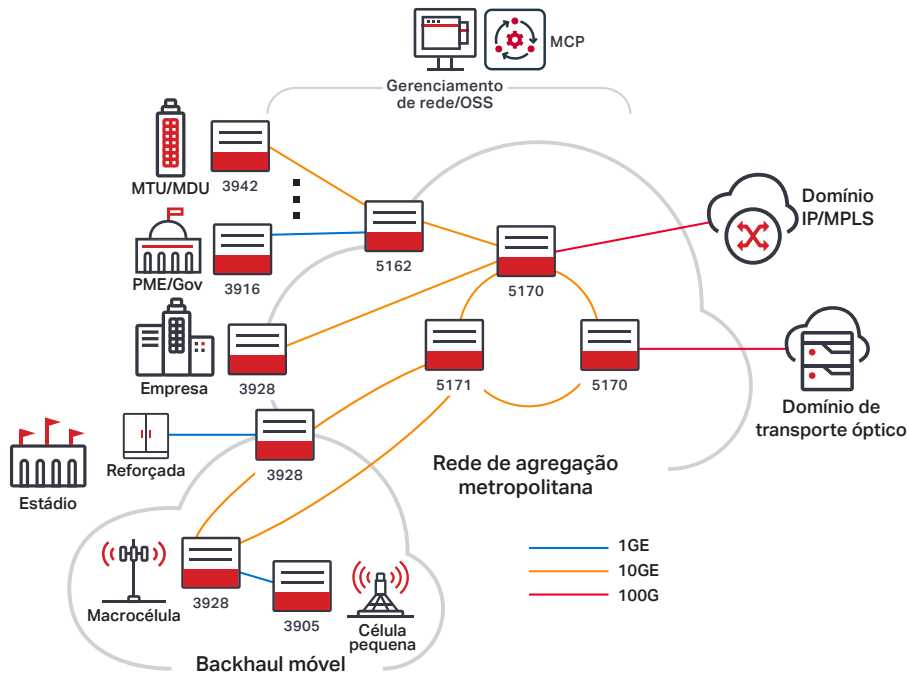 MCP
Gerenciamento
de rede/OSS
MTU/MDU
3942
PME/Gov
3916
5162
5170
Domínio
IP/MPLS
Empresa
3928
5171
5170
Domínio de
transporte óptico
Estádio
Reforçada
3928
Rede de agregação
metropolitana
Macrocélula
3928
3905
Célula
pequena
Backhaul móvel
1GE
10GE
100G